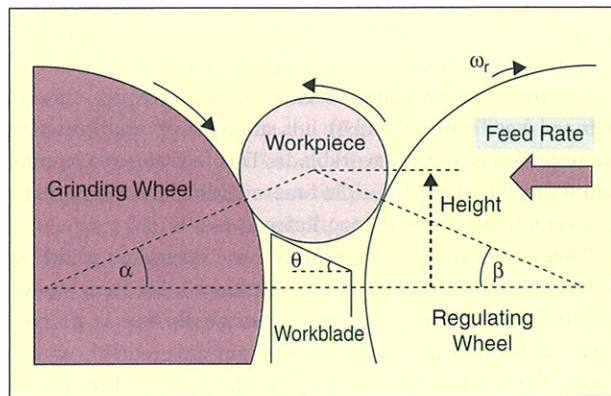 ωr
Workpiece
Feed Rate
Grinding Wheel
Height
α
θ
β
Workblade
Regulating
Wheel